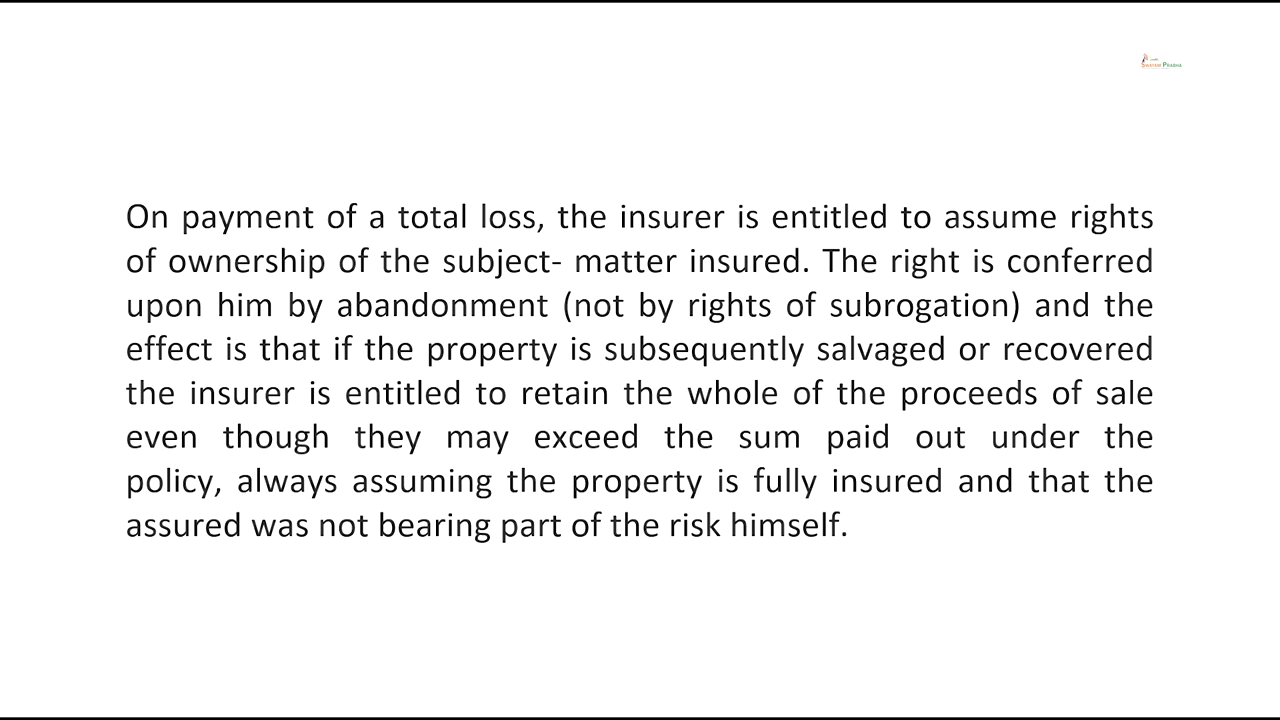 SWAYAM PRABHA
On payment of a total loss, the insurer is entitled to assume rights
of ownership of the subject- matter insured. The right is conferred
upon him by abandonment (not by rights of subrogation) and the
effect is that if the property is subsequently salvaged or recovered
the insurer is entitled to retain the whole of the proceeds of sale
even though they may exceed the sum paid out under the
policy, always assuming the property is fully insured and that the
assured was not bearing part of the risk himself.